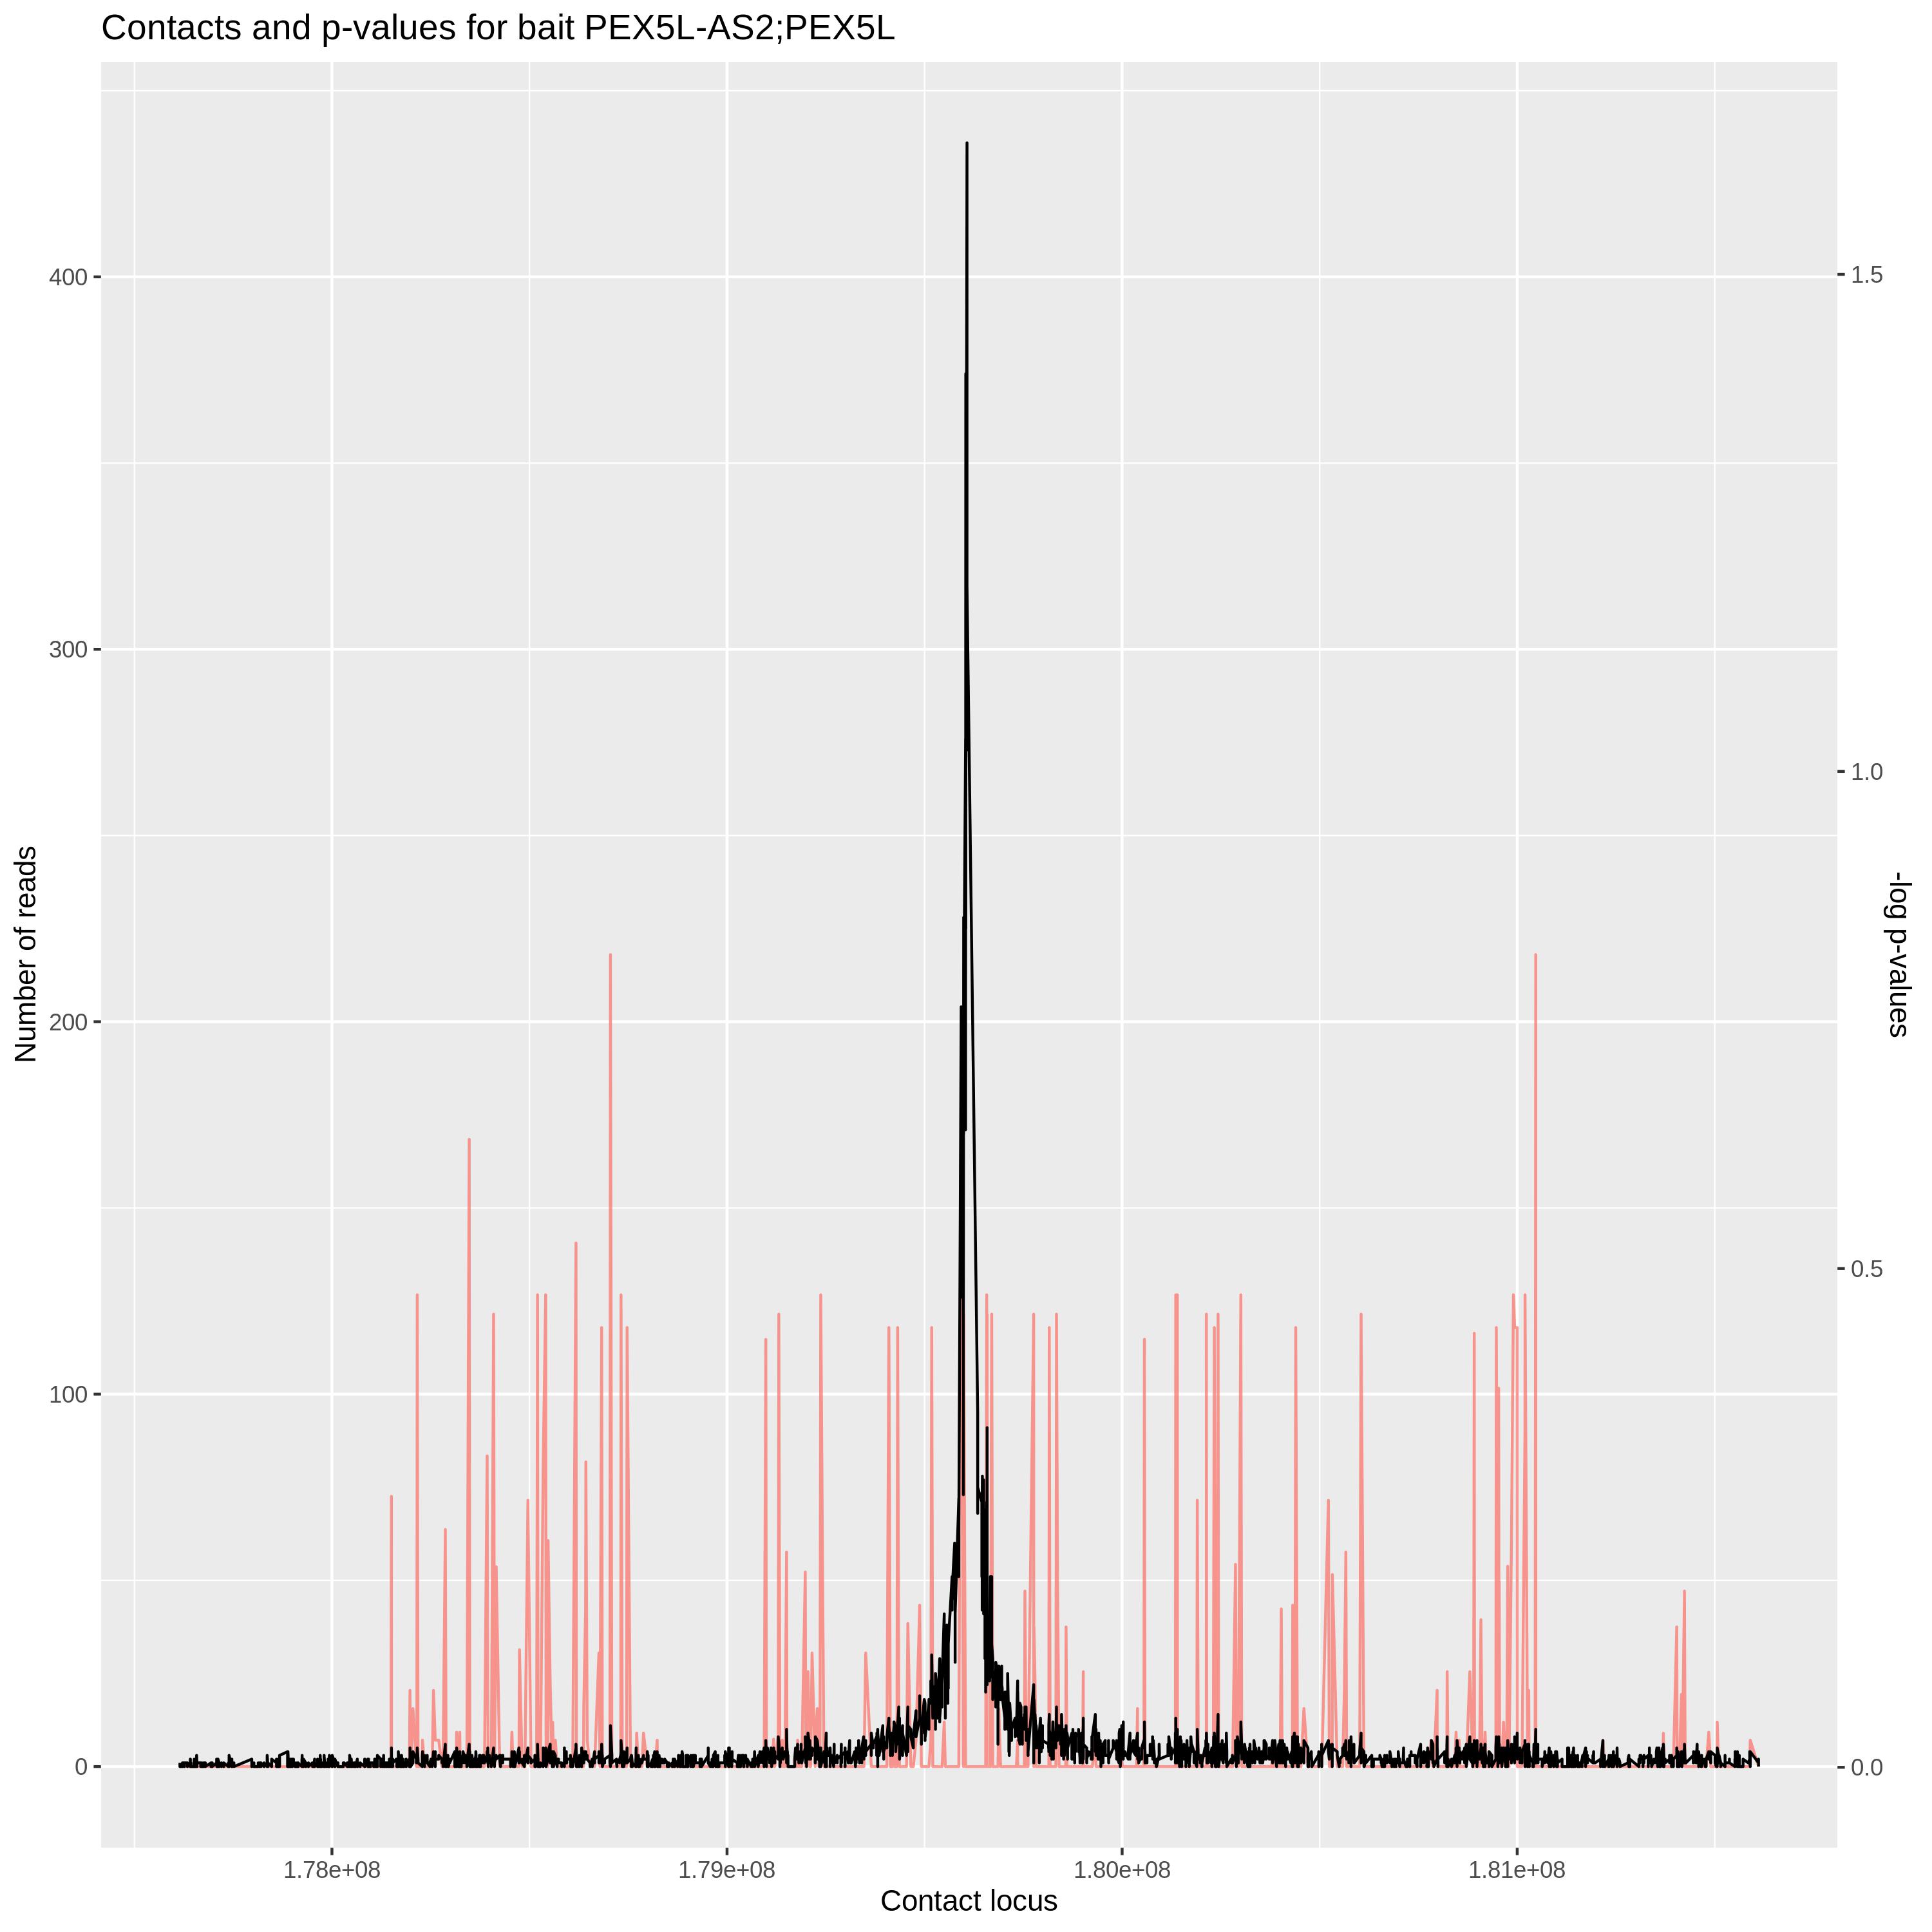 Contacts and p-values for bait PEX5L-AS2;PEX5L
400
300
200
100
0
Number of reads
1.5
1.0
0.5
0.0
-log p-values
1.78e+08
1.79e+08
1.80e+08
1.81e+08
Contact locus